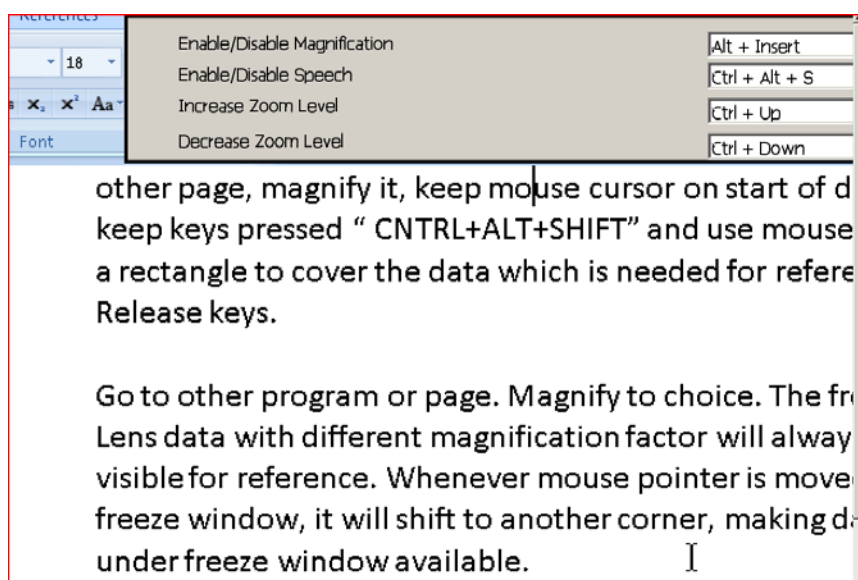 References
18
Enable/Disable Magnification Alt + Insert
Enable/Disable Speech Ctrl + Alt + S
x₂ x² Aa Increase Zoom Level Ctrl + Up
Font Decrease Zoom Level Ctrl + Down
other page, magnify it, keep mouse cursor on start of d
keep keys pressed “ CNTRL+ALT+SHIFT” and use mouse
a rectangle to cover the data which is needed for refere
Release keys.
Go to other program or page. Magnify to choice. The fr
Lens data with different magnification factor will alway
visible for reference. Whenever mouse pointer is move
freeze window, it will shift to another corner, making d
under freeze window available.